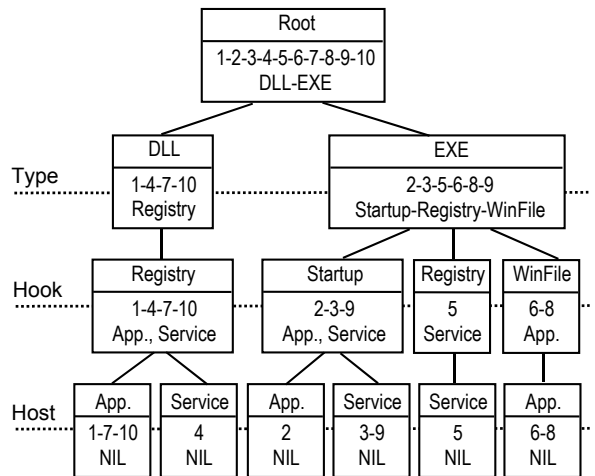 Root
1-2-3-4-5-6-7-8-9-10
DLL-EXE
Type
DLL
1-4-7-10
Registry
EXE
2-3-5-6-8-9
Startup-Registry-WinFile
Hook
Registry
1-4-7-10
App., Service
Startup
2-3-9
App., Service
Registry
5
Service
WinFile
6-8
App.
Host
App.
1-7-10
NIL
Service
4
NIL
App.
2
NIL
Service
3-9
NIL
Service
5
NIL
App.
6-8
NIL